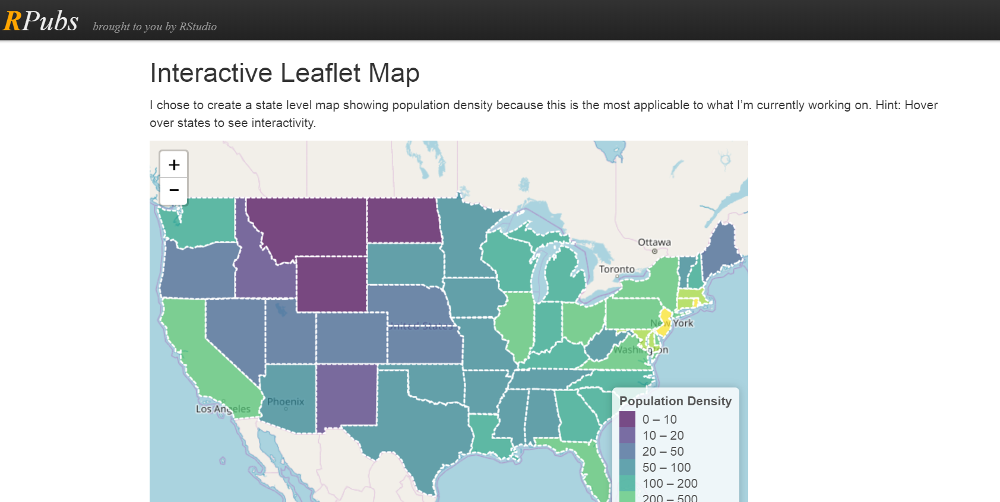 RPubs brought to you by RStudio
Interactive Leaflet Map
I chose to create a state level map showing population density because this is the most applicable to what I’m currently working on. Hint: Hover
over states to see interactivity.
+
−
Ottawa
Toronto
United States
New York
Washington
Phoenix
Los Angeles
Population Density
0 – 10
10 – 20
20 – 50
50 – 100
100 – 200
200 – 500